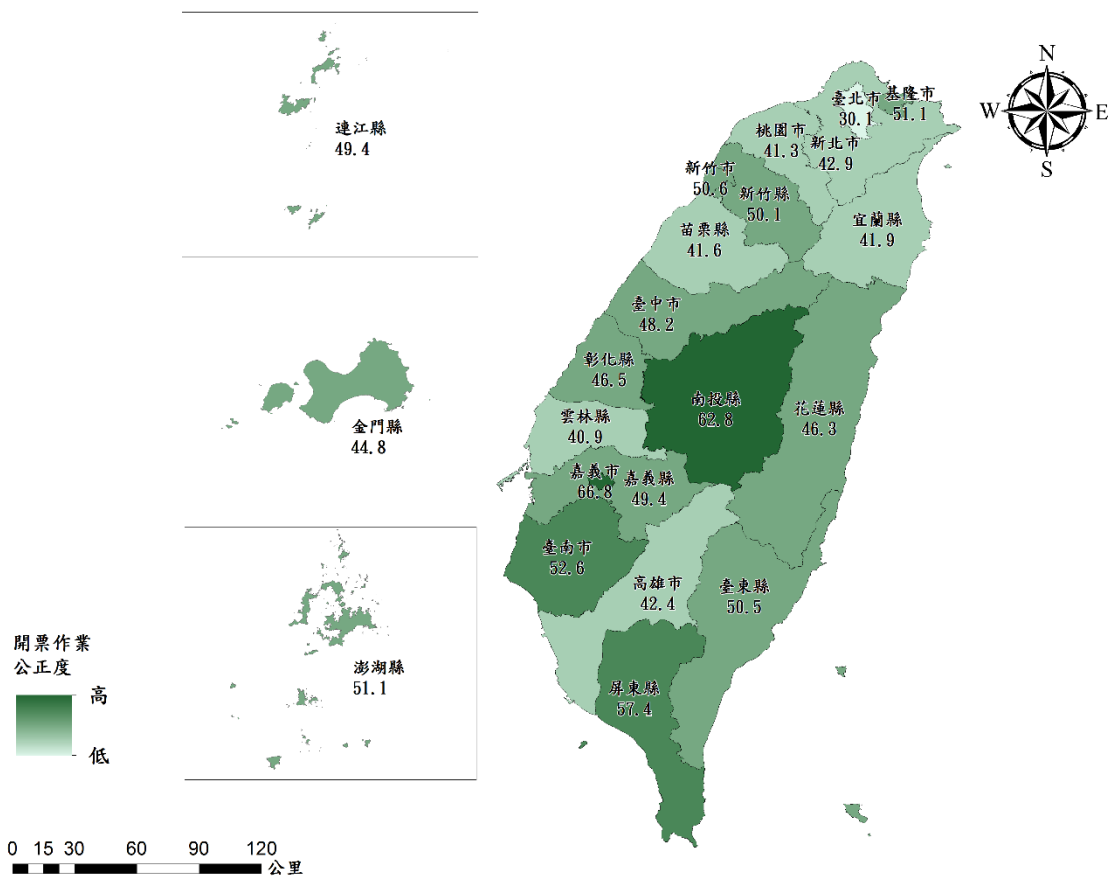 連江縣
49.4
金門縣
44.8
澎湖縣
51.1
開票作業
公正度
高
低
0 15 30 60 90 120
公里
N
W
E
S
臺北市
30.1
基隆市
51.1
桃園市
41.3
新北市
42.9
新竹市
50.6
新竹縣
50.1
苗栗縣
41.6
宜蘭縣
41.9
臺中市
48.2
彰化縣
46.5
南投縣
62.8
花蓮縣
46.3
雲林縣
40.9
嘉義市
66.8
嘉義縣
49.4
臺南市
52.6
高雄市
42.4
臺東縣
50.5
屏東縣
57.4